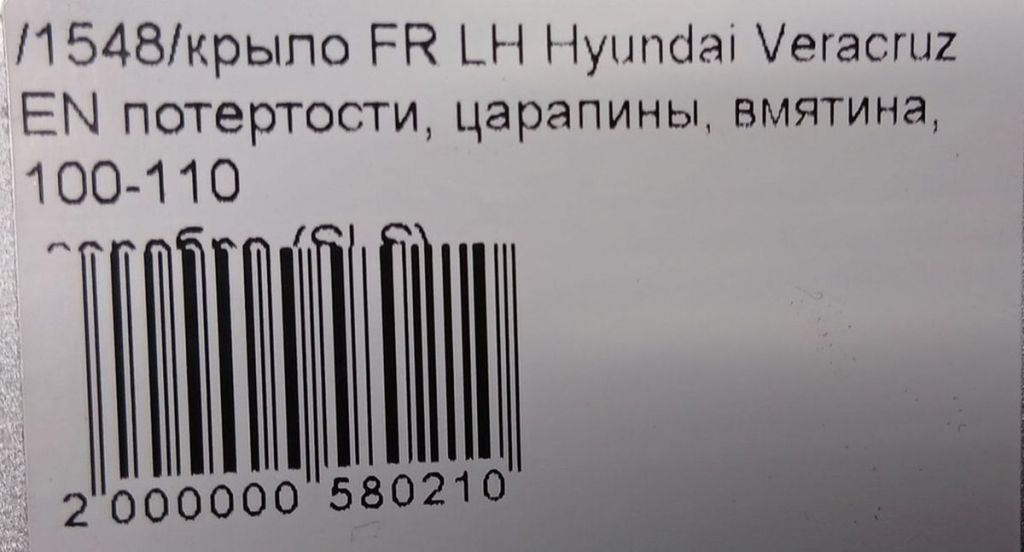 /1548/крыло FR LH Hyundai Veracruz
EN потертости, царапины, вмятина,
100-110
2 000000 580210